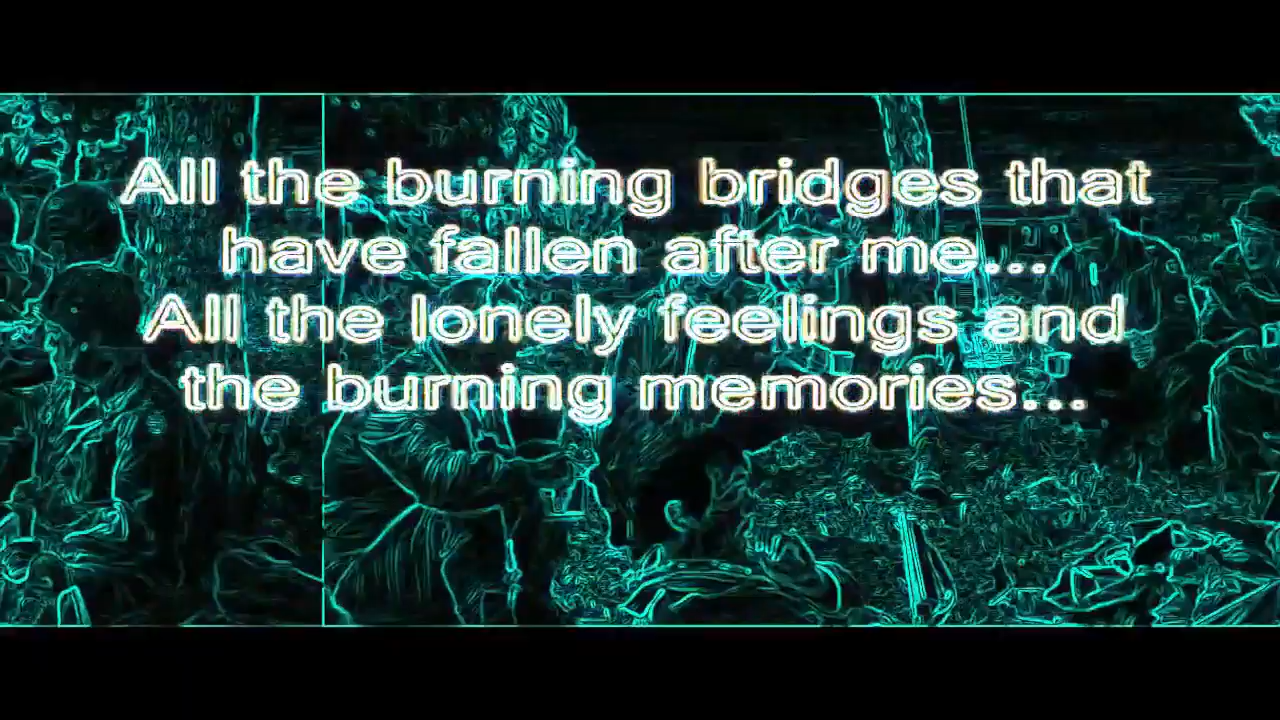 All the burning bridges that
have fallen after me...
All the lonely feelings and
the burning memories...